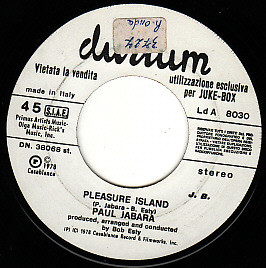 durium
Vietata la vendita
utilizzazione esclusiva
per JUKE-BOX
made in Italy
Ld A 8030
45 S.I.A.E.
Primus Artists Music-
Olga Music-Rick's
Music, Inc.
DN. 36066 st.
stereo
℗ © 1978
Casablanca
J. B.
PLEASURE ISLAND
(P. Jabara - B. Esty)
PAUL JABARA
produced, arranged and conducted
by Bob Esty
(P) (C) 1978 Casablanca Record & Filmworks, Inc.